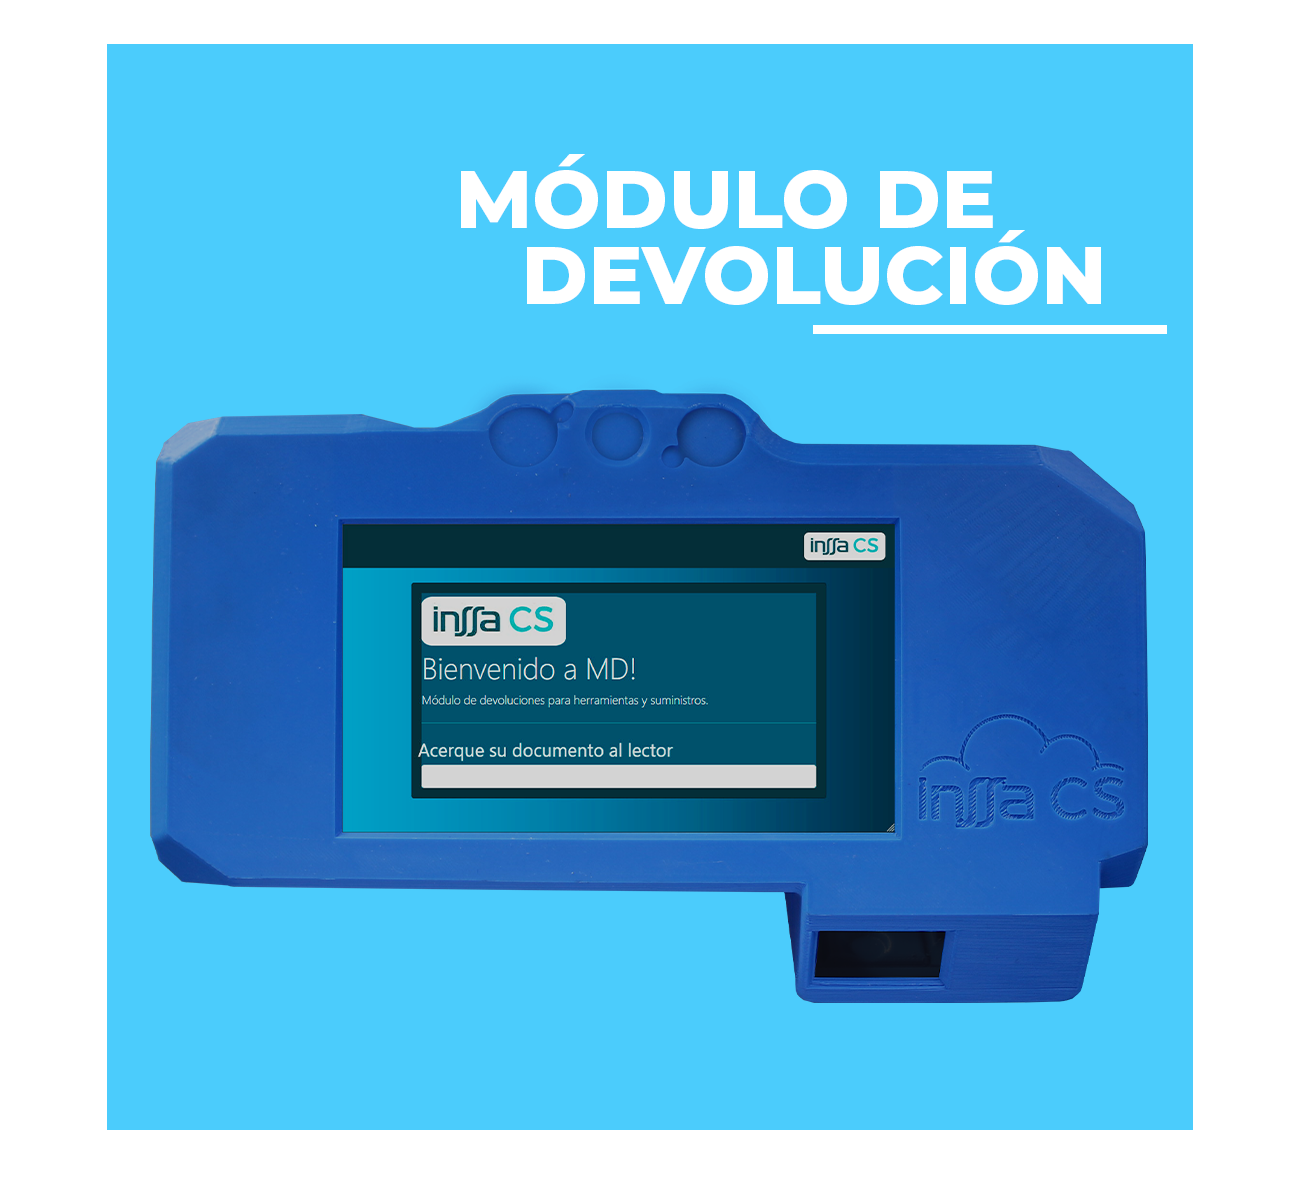 MÓDULO DE
DEVOLUCIÓN
inssa CS
inssa CS
Bienvenido a MD!
Módulo de devoluciones para herramientas y suministros.
Acerque su documento al lector
inssa CS